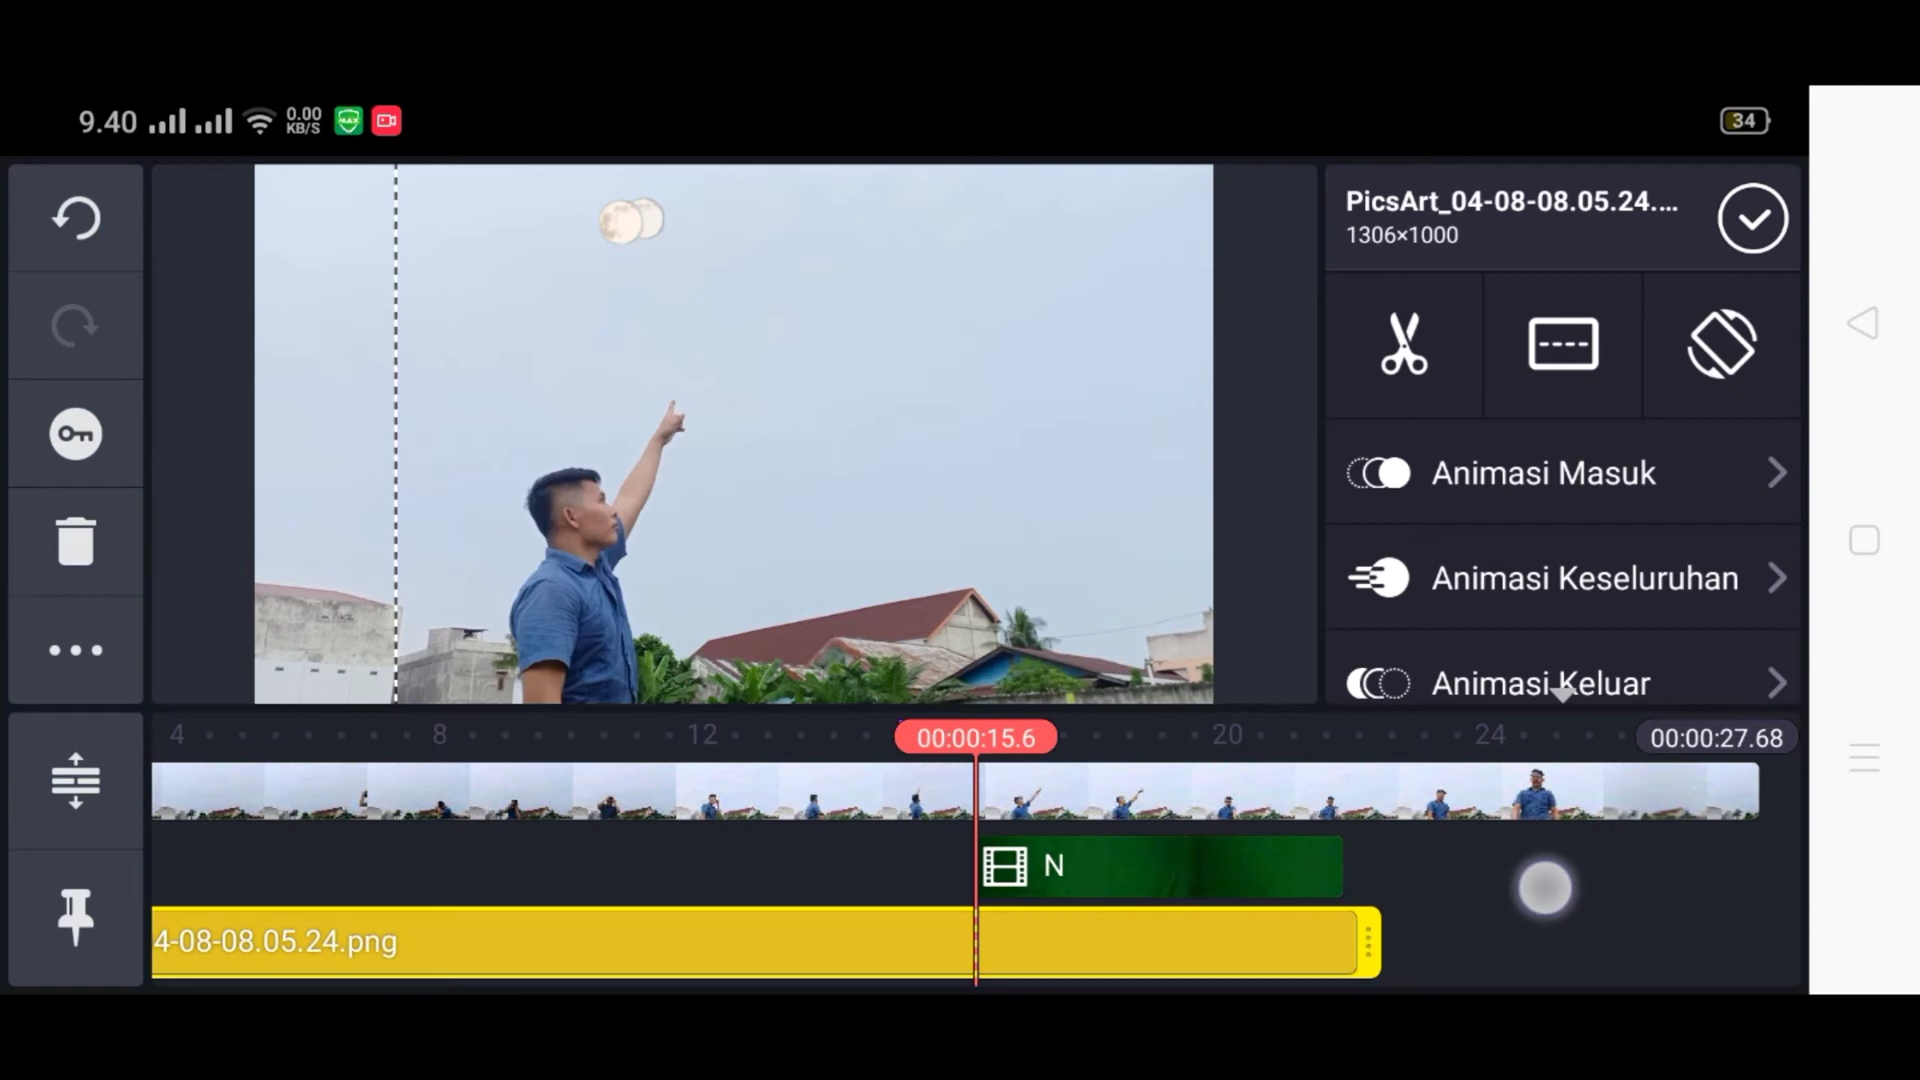 9.40
0.00
KB/S
MAX
34
PicsArt_04-08-08.05.24....
1306×1000
Animasi Masuk
Animasi Keseluruhan
Animasi Keluar
4
8
12
00:00:15.6
20
24
00:00:27.68
N
4-08-08.05.24.png